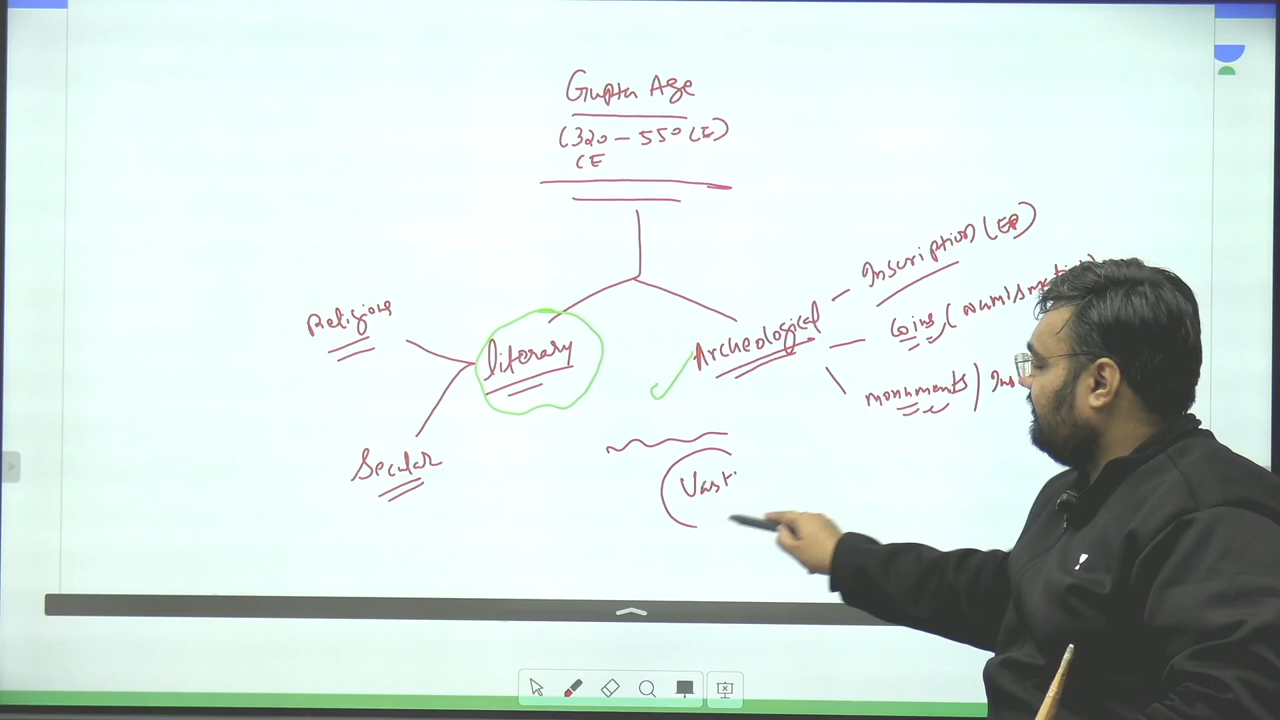 Gupta Age
(320 - 550 CE)
CE
Inscription (EP)
Religious
literary
Archeological
Coins (numismatic
monuments)
Secular
Vast